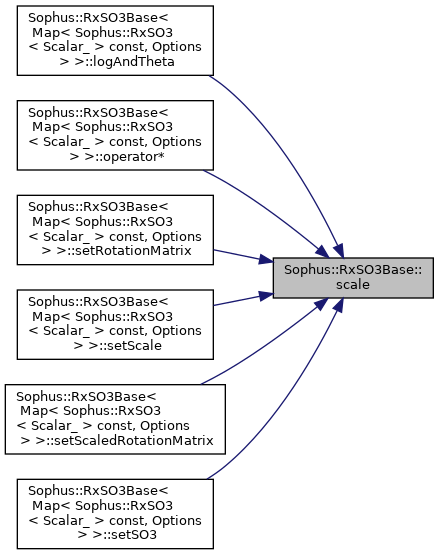 Sophus::RxSO3Base<
Map< Sophus::RxSO3
< Scalar_ > const, Options
> >::logAndTheta
Sophus::RxSO3Base<
Map< Sophus::RxSO3
< Scalar_ > const, Options
> >::operator*
Sophus::RxSO3Base<
Map< Sophus::RxSO3
< Scalar_ > const, Options
> >::setRotationMatrix
Sophus::RxSO3Base::
scale
Sophus::RxSO3Base<
Map< Sophus::RxSO3
< Scalar_ > const, Options
> >::setScale
Sophus::RxSO3Base<
Map< Sophus::RxSO3
< Scalar_ > const, Options
> >::setScaledRotationMatrix
Sophus::RxSO3Base<
Map< Sophus::RxSO3
< Scalar_ > const, Options
> >::setSO3